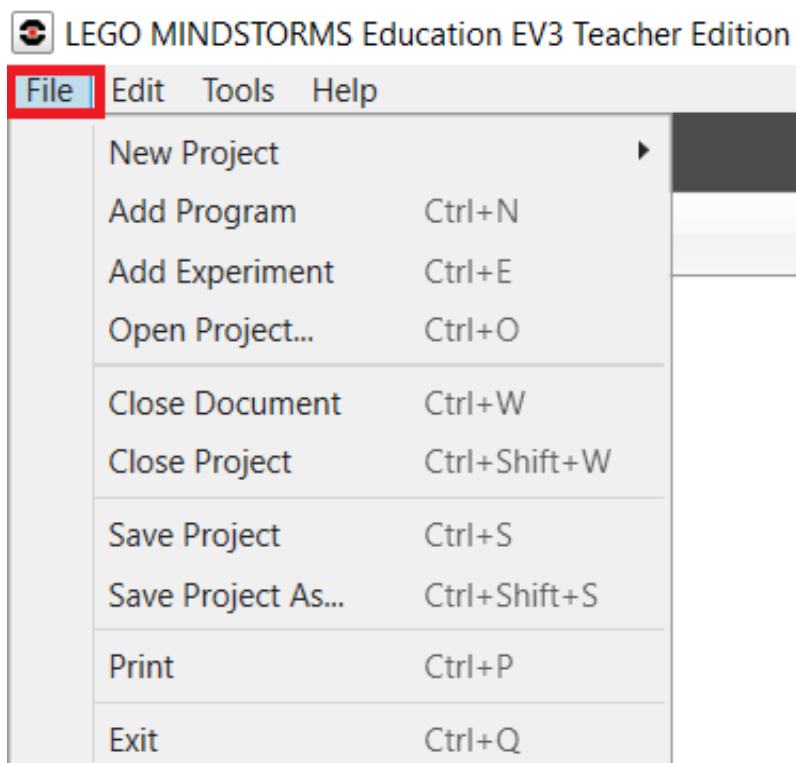 LEGO MINDSTORMS Education EV3 Teacher Edition
File Edit Tools Help
New Project
Add Program Ctrl+N
Add Experiment Ctrl+E
Open Project... Ctrl+O
Close Document Ctrl+W
Close Project Ctrl+Shift+W
Save Project Ctrl+S
Save Project As... Ctrl+Shift+S
Print Ctrl+P
Exit Ctrl+Q